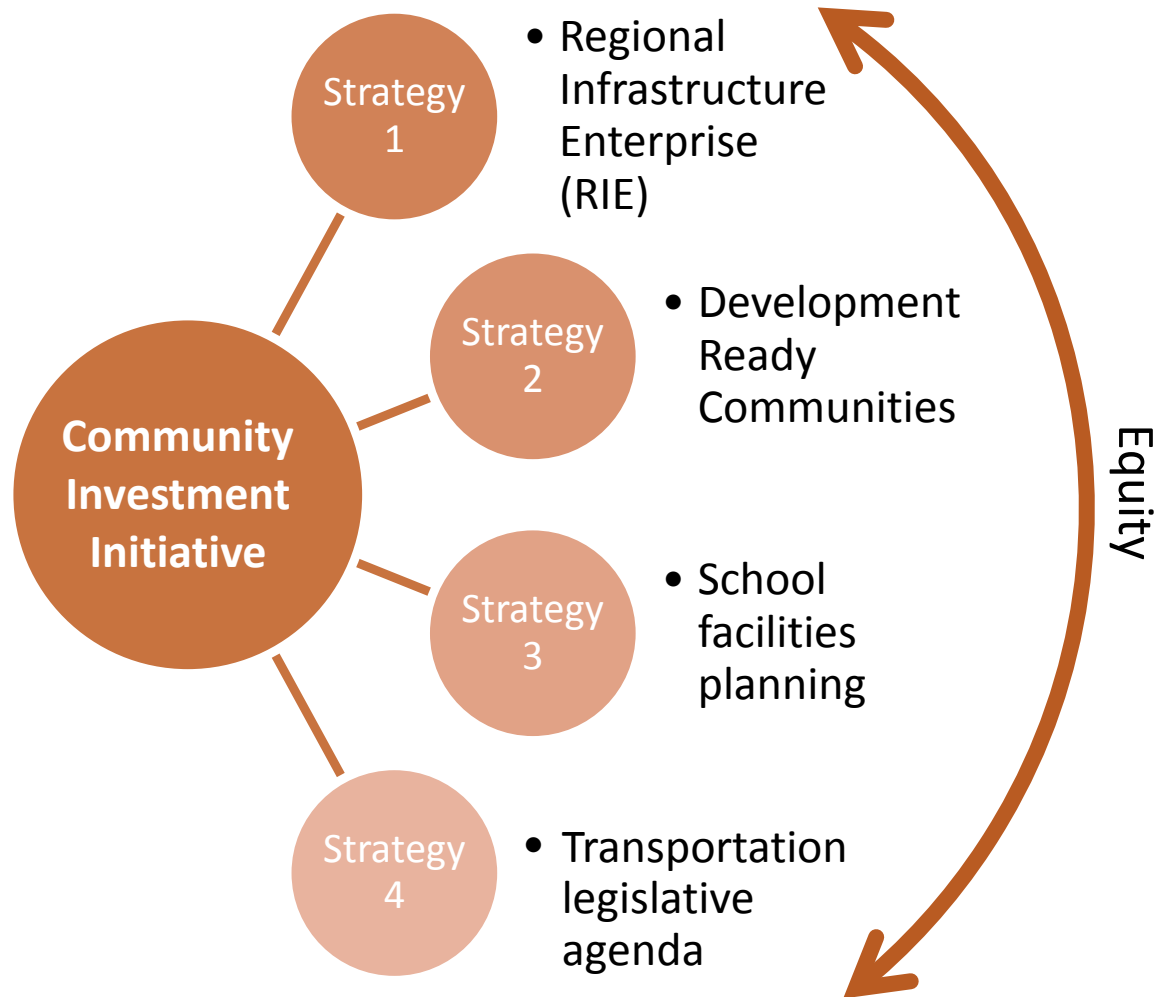 Community
Investment
Initiative
Strategy
1
• Regional
Infrastructure
Enterprise
(RIE)
Strategy
2
• Development
Ready
Communities
Strategy
3
• School
facilities
planning
Strategy
4
• Transportation
legislative
agenda
Equity